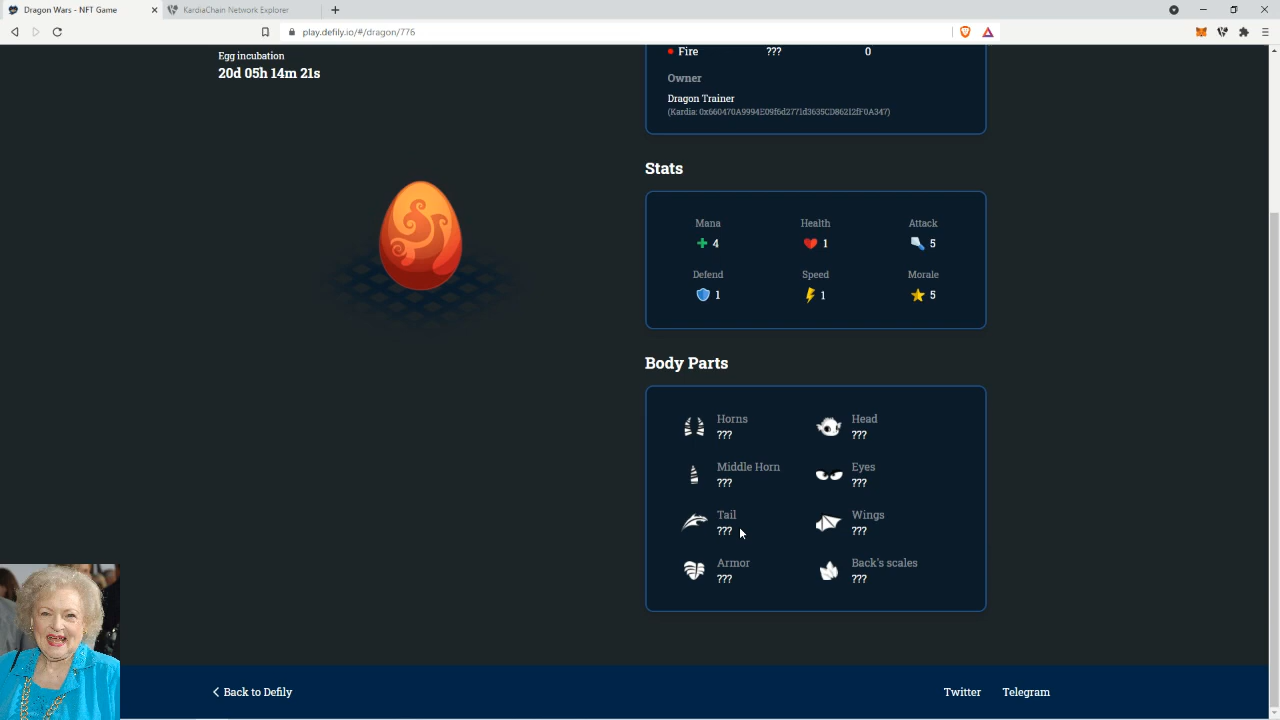 Dragon Wars - NFT Game
KardiaChain Network Explorer
play.defily.io/#/dragon/776
Egg incubation
20d 05h 14m 21s
Fire ??? 0
Owner
Dragon Trainer
(Kardia: 0x660470A9994E09f6d2771d3635CD86212fF0A347)
Stats
Mana Health Attack
4 1 5
Defend Speed Morale
1 1 5
Body Parts
Horns Head
??? ???
Middle Horn Eyes
??? ???
Tail Wings
??? ???
Armor Back's scales
??? ???
Back to Defily Twitter Telegram